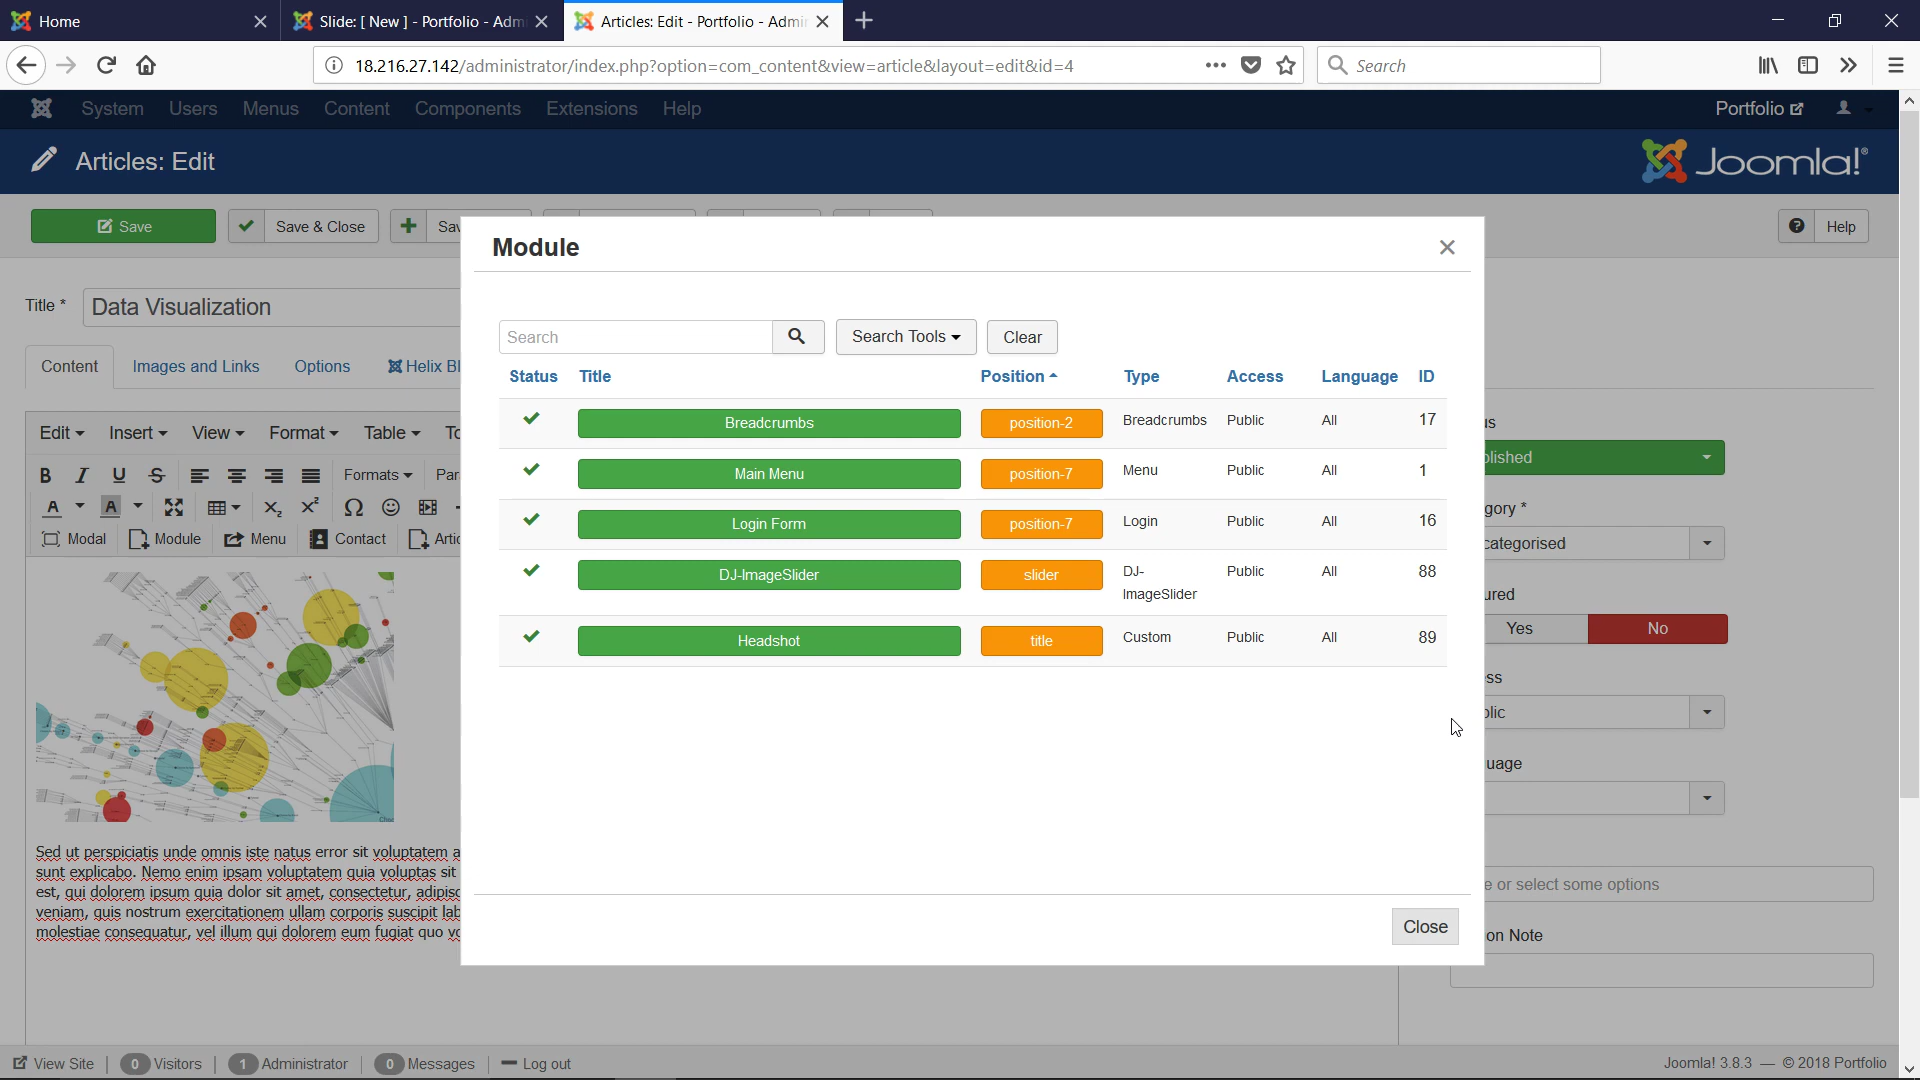 Home
Slide: [ New ] - Portfolio - Adm
Articles: Edit - Portfolio - Admi
18.216.27.142/administrator/index.php?option=com_content&view=article&layout=edit&id=4
Search
System Users Menus Content Components Extensions Help
Portfolio
Articles: Edit
Joomla!®
Save
Save & Close
Sav
Help
Module
Title *
Data Visualization
Search
Search Tools
Clear
Content
Images and Links
Options
Helix Bl
Status Title Position Type Access Language ID
Breadcrumbs position-2 Breadcrumbs Public All 17
Main Menu position-7 Menu Public All 1
Login Form position-7 Login Public All 16
DJ-ImageSlider slider DJ-ImageSlider Public All 88
Headshot title Custom Public All 89
us
blished
gory *
categorised
ured
Yes No
ss
blic
uage
e or select some options
on Note
Edit Insert View Format Table To
B I U S Formats Par
A A
Modal Module Menu Contact Artic
Sed ut perspiciatis unde omnis iste natus error sit voluptatem a
sunt explicabo. Nemo enim ipsam voluptatem quia voluptas sit
est, qui dolorem ipsum quia dolor sit amet, consectetur, adipisc
veniam, quis nostrum exercitationem ullam corporis suscipit lab
molestiae consequatur, vel illum qui dolorem eum fugiat quo vo
Close
View Site 0 Visitors 1 Administrator 0 Messages Log out
Joomla! 3.8.3 — © 2018 Portfolio